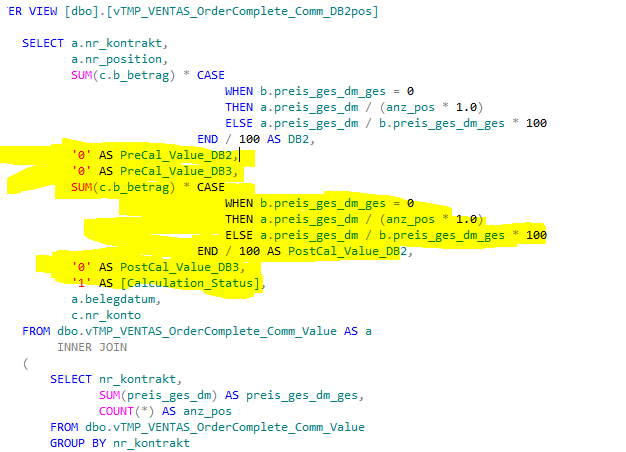 ER VIEW [dbo].[vTMP_VENTAS_OrderComplete_Comm_DB2pos]
SELECT a.nr_kontrakt,
a.nr_position,
SUM(c.b_betrag) * CASE
WHEN b.preis_ges_dm_ges = 0
THEN a.preis_ges_dm / (anz_pos * 1.0)
ELSE a.preis_ges_dm / b.preis_ges_dm_ges * 100
END / 100 AS DB2,
'0' AS PreCal_Value_DB2,
'0' AS PreCal_Value_DB3,
SUM(c.b_betrag) * CASE
WHEN b.preis_ges_dm_ges = 0
THEN a.preis_ges_dm / (anz_pos * 1.0)
ELSE a.preis_ges_dm / b.preis_ges_dm_ges * 100
END / 100 AS PostCal_Value_DB2,
'0' AS PostCal_Value_DB3,
'1' AS [Calculation_Status],
a.belegdatum,
c.nr_konto
FROM dbo.vTMP_VENTAS_OrderComplete_Comm_Value AS a
INNER JOIN
(
SELECT nr_kontrakt,
SUM(preis_ges_dm) AS preis_ges_dm_ges,
COUNT(*) AS anz_pos
FROM dbo.vTMP_VENTAS_OrderComplete_Comm_Value
GROUP BY nr_kontrakt